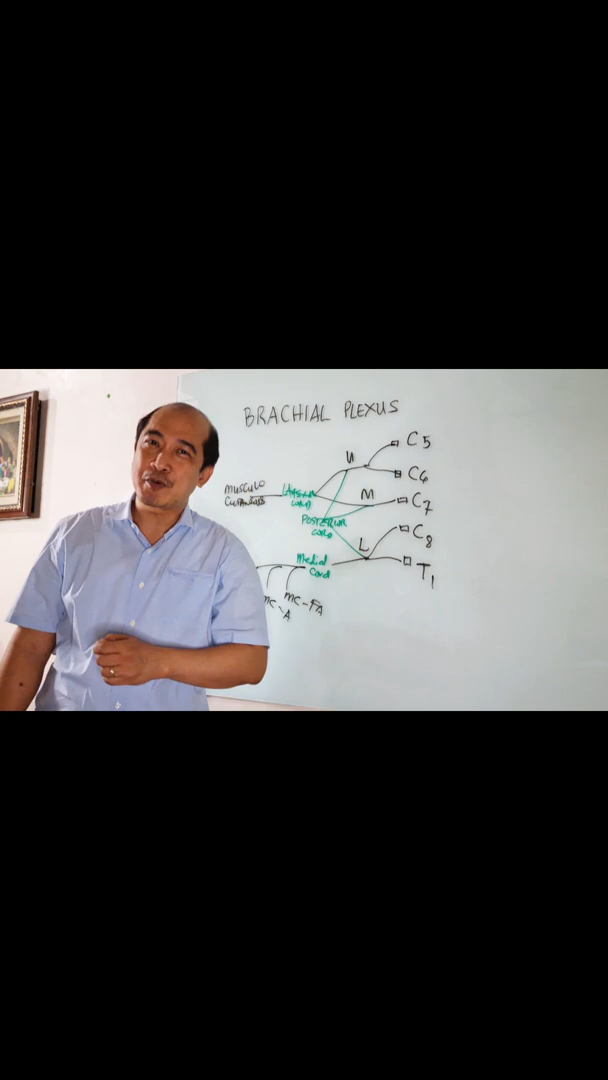 BRACHIAL PLEXUS
C5
U
C6
MUSCULO
LATERAL
CORD
M
C7
POSTERIOR
CORD
C8
L
Medial
Cord
T1
MC-FA
MC-A